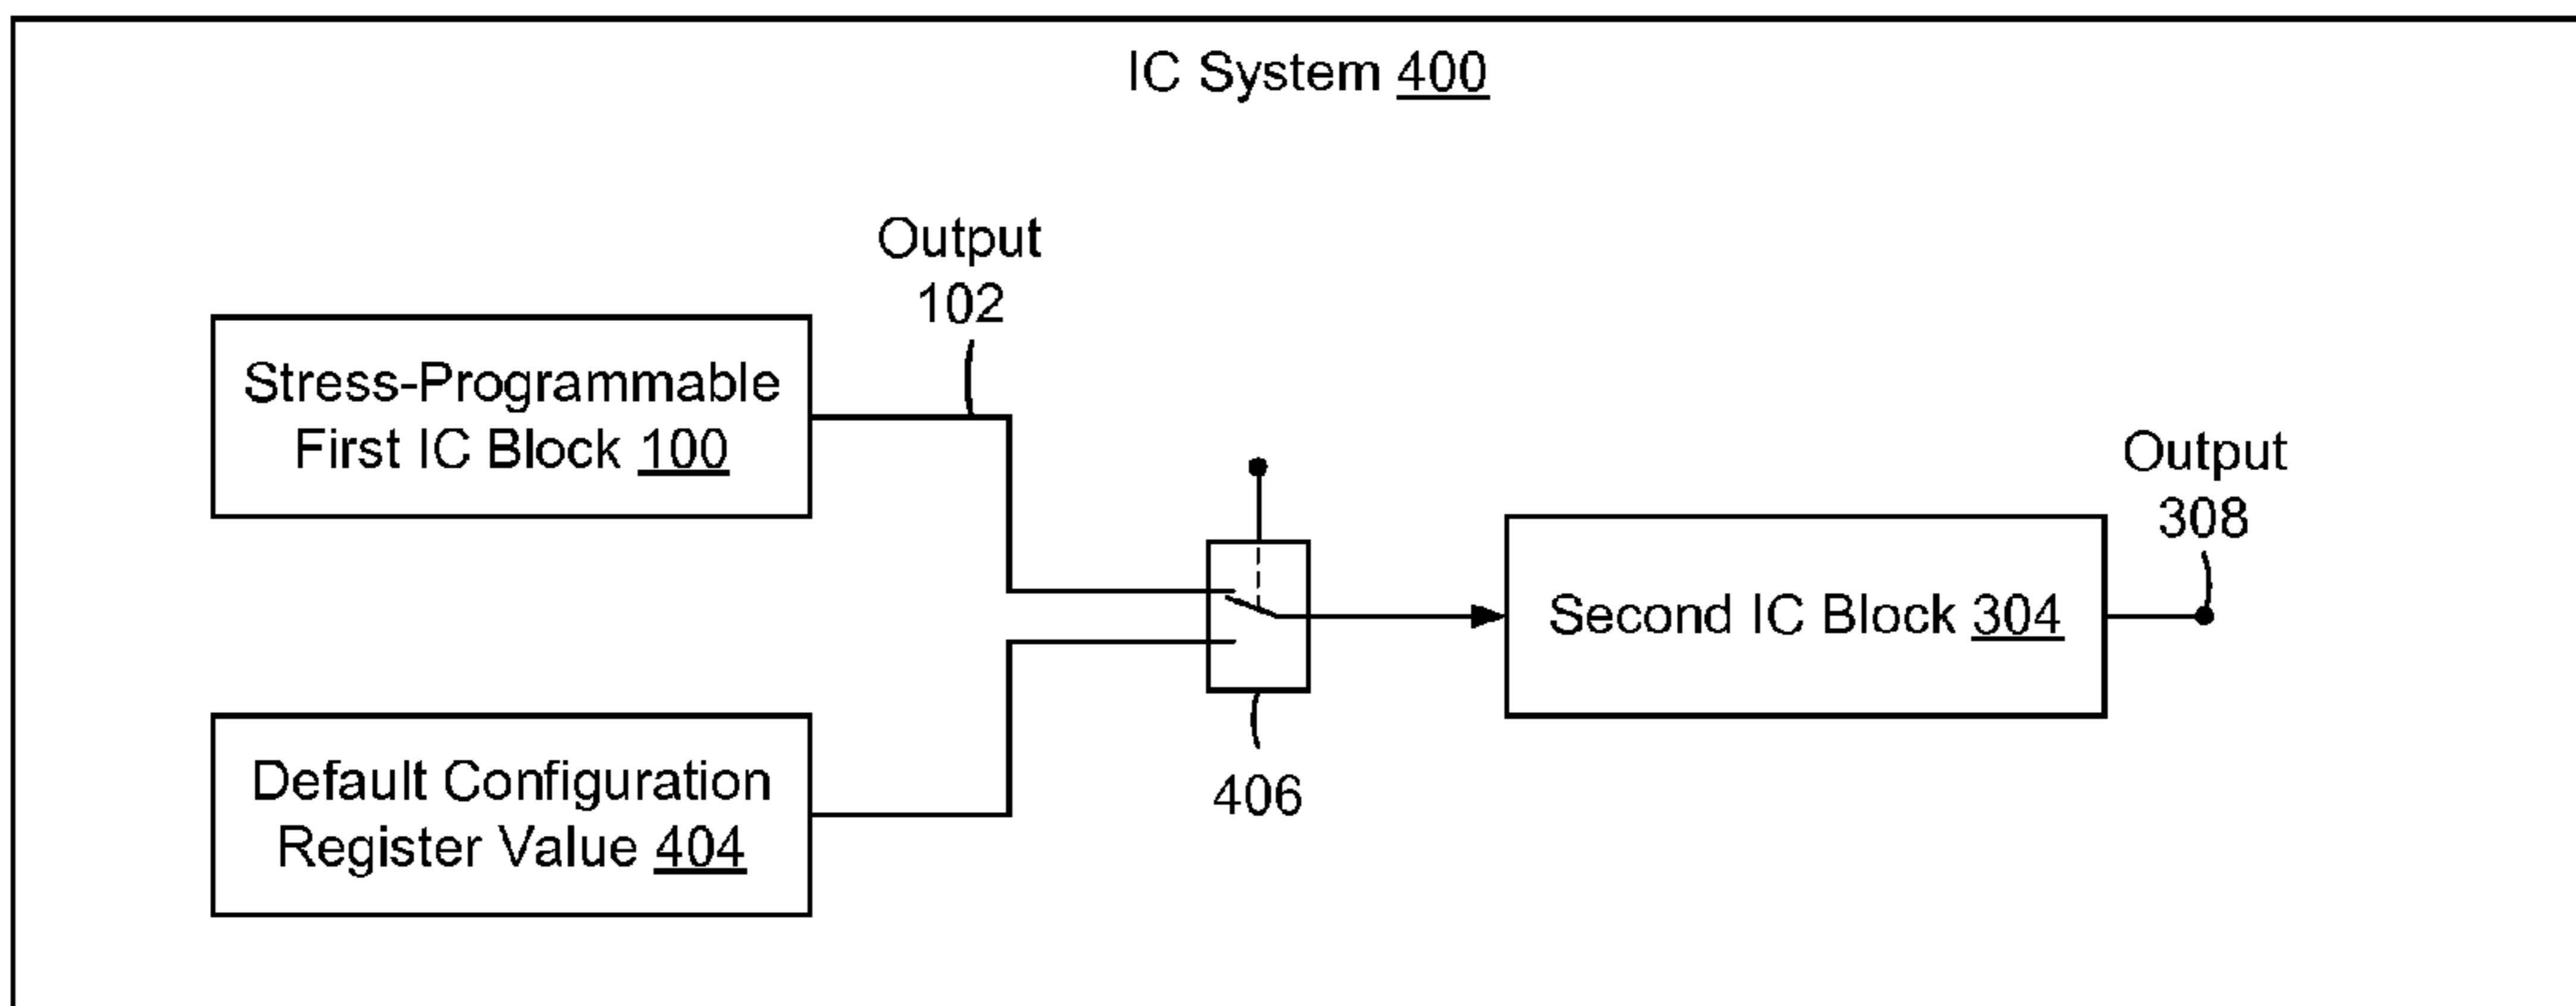 IC System 400
Output
102
Stress-Programmable
First IC Block 100
Output
308
Second IC Block 304
Default Configuration
Register Value 404
406